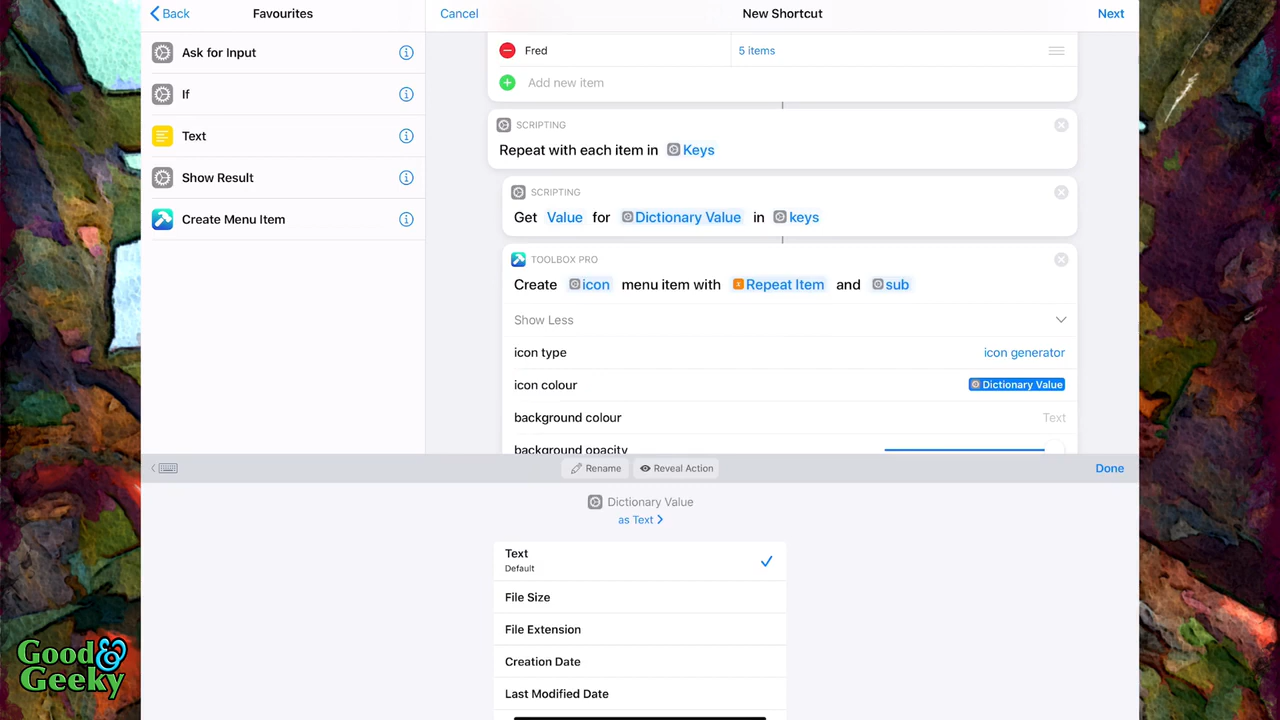 Back
Favourites
Cancel
New Shortcut
Next
Ask for Input
If
Text
Show Result
Create Menu Item
Fred
5 items
Add new item
SCRIPTING
Repeat with each item in Keys
SCRIPTING
Get Value for Dictionary Value in keys
TOOLBOX PRO
Create icon menu item with Repeat Item and sub
Show Less
icon type icon generator
icon colour Dictionary Value
background colour Text
background opacity
Rename Reveal Action Done
Dictionary Value
as Text
Text
Default
File Size
File Extension
Creation Date
Last Modified Date
Good &
Geeky